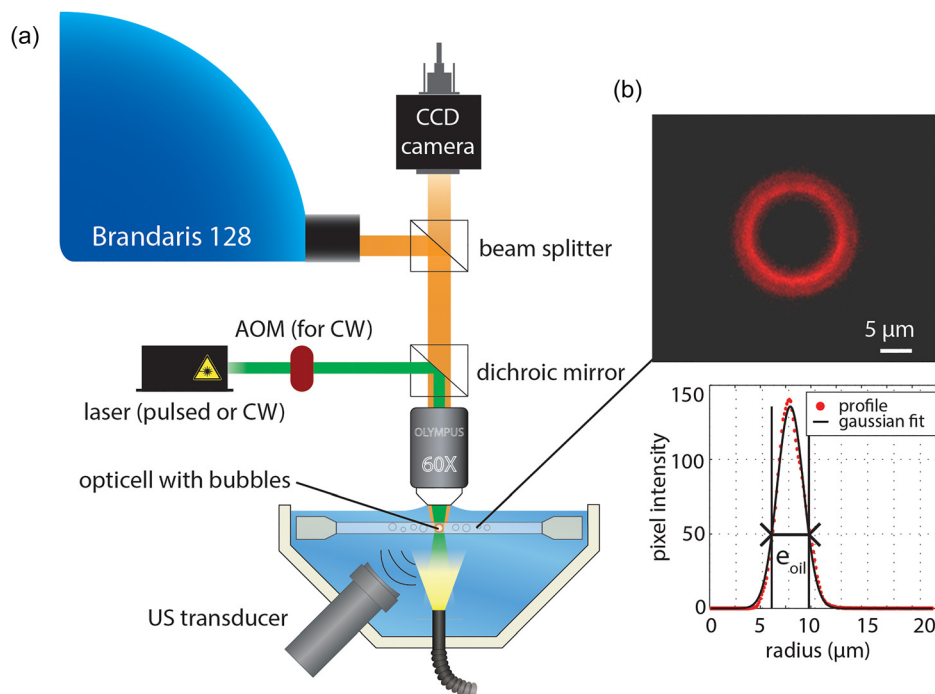 (a)
CCD
camera
Brandaris 128
beam splitter
AOM (for CW)
dichroic mirror
laser (pulsed or CW)
OLYMPUS
60X
opticell with bubbles
US transducer
(b)
5 μm
150
100
50
0
pixel intensity
profile
gaussian fit
e oil
0 5 10 15 20
radius (μm)